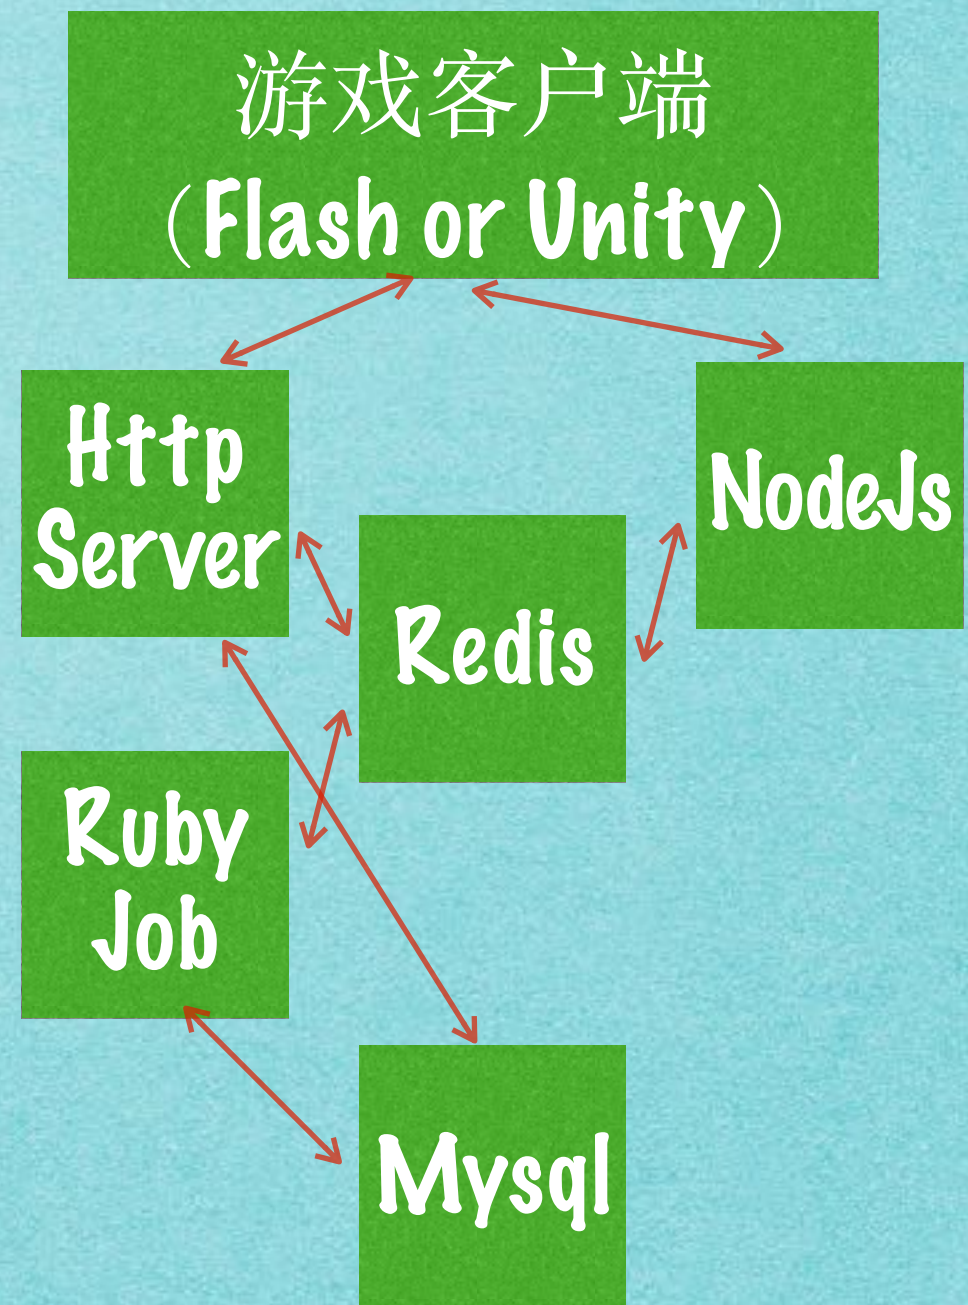 游戏客户端
（Flash or Unity）
Http
Server
NodeJs
Redis
Ruby
Job
Mysql